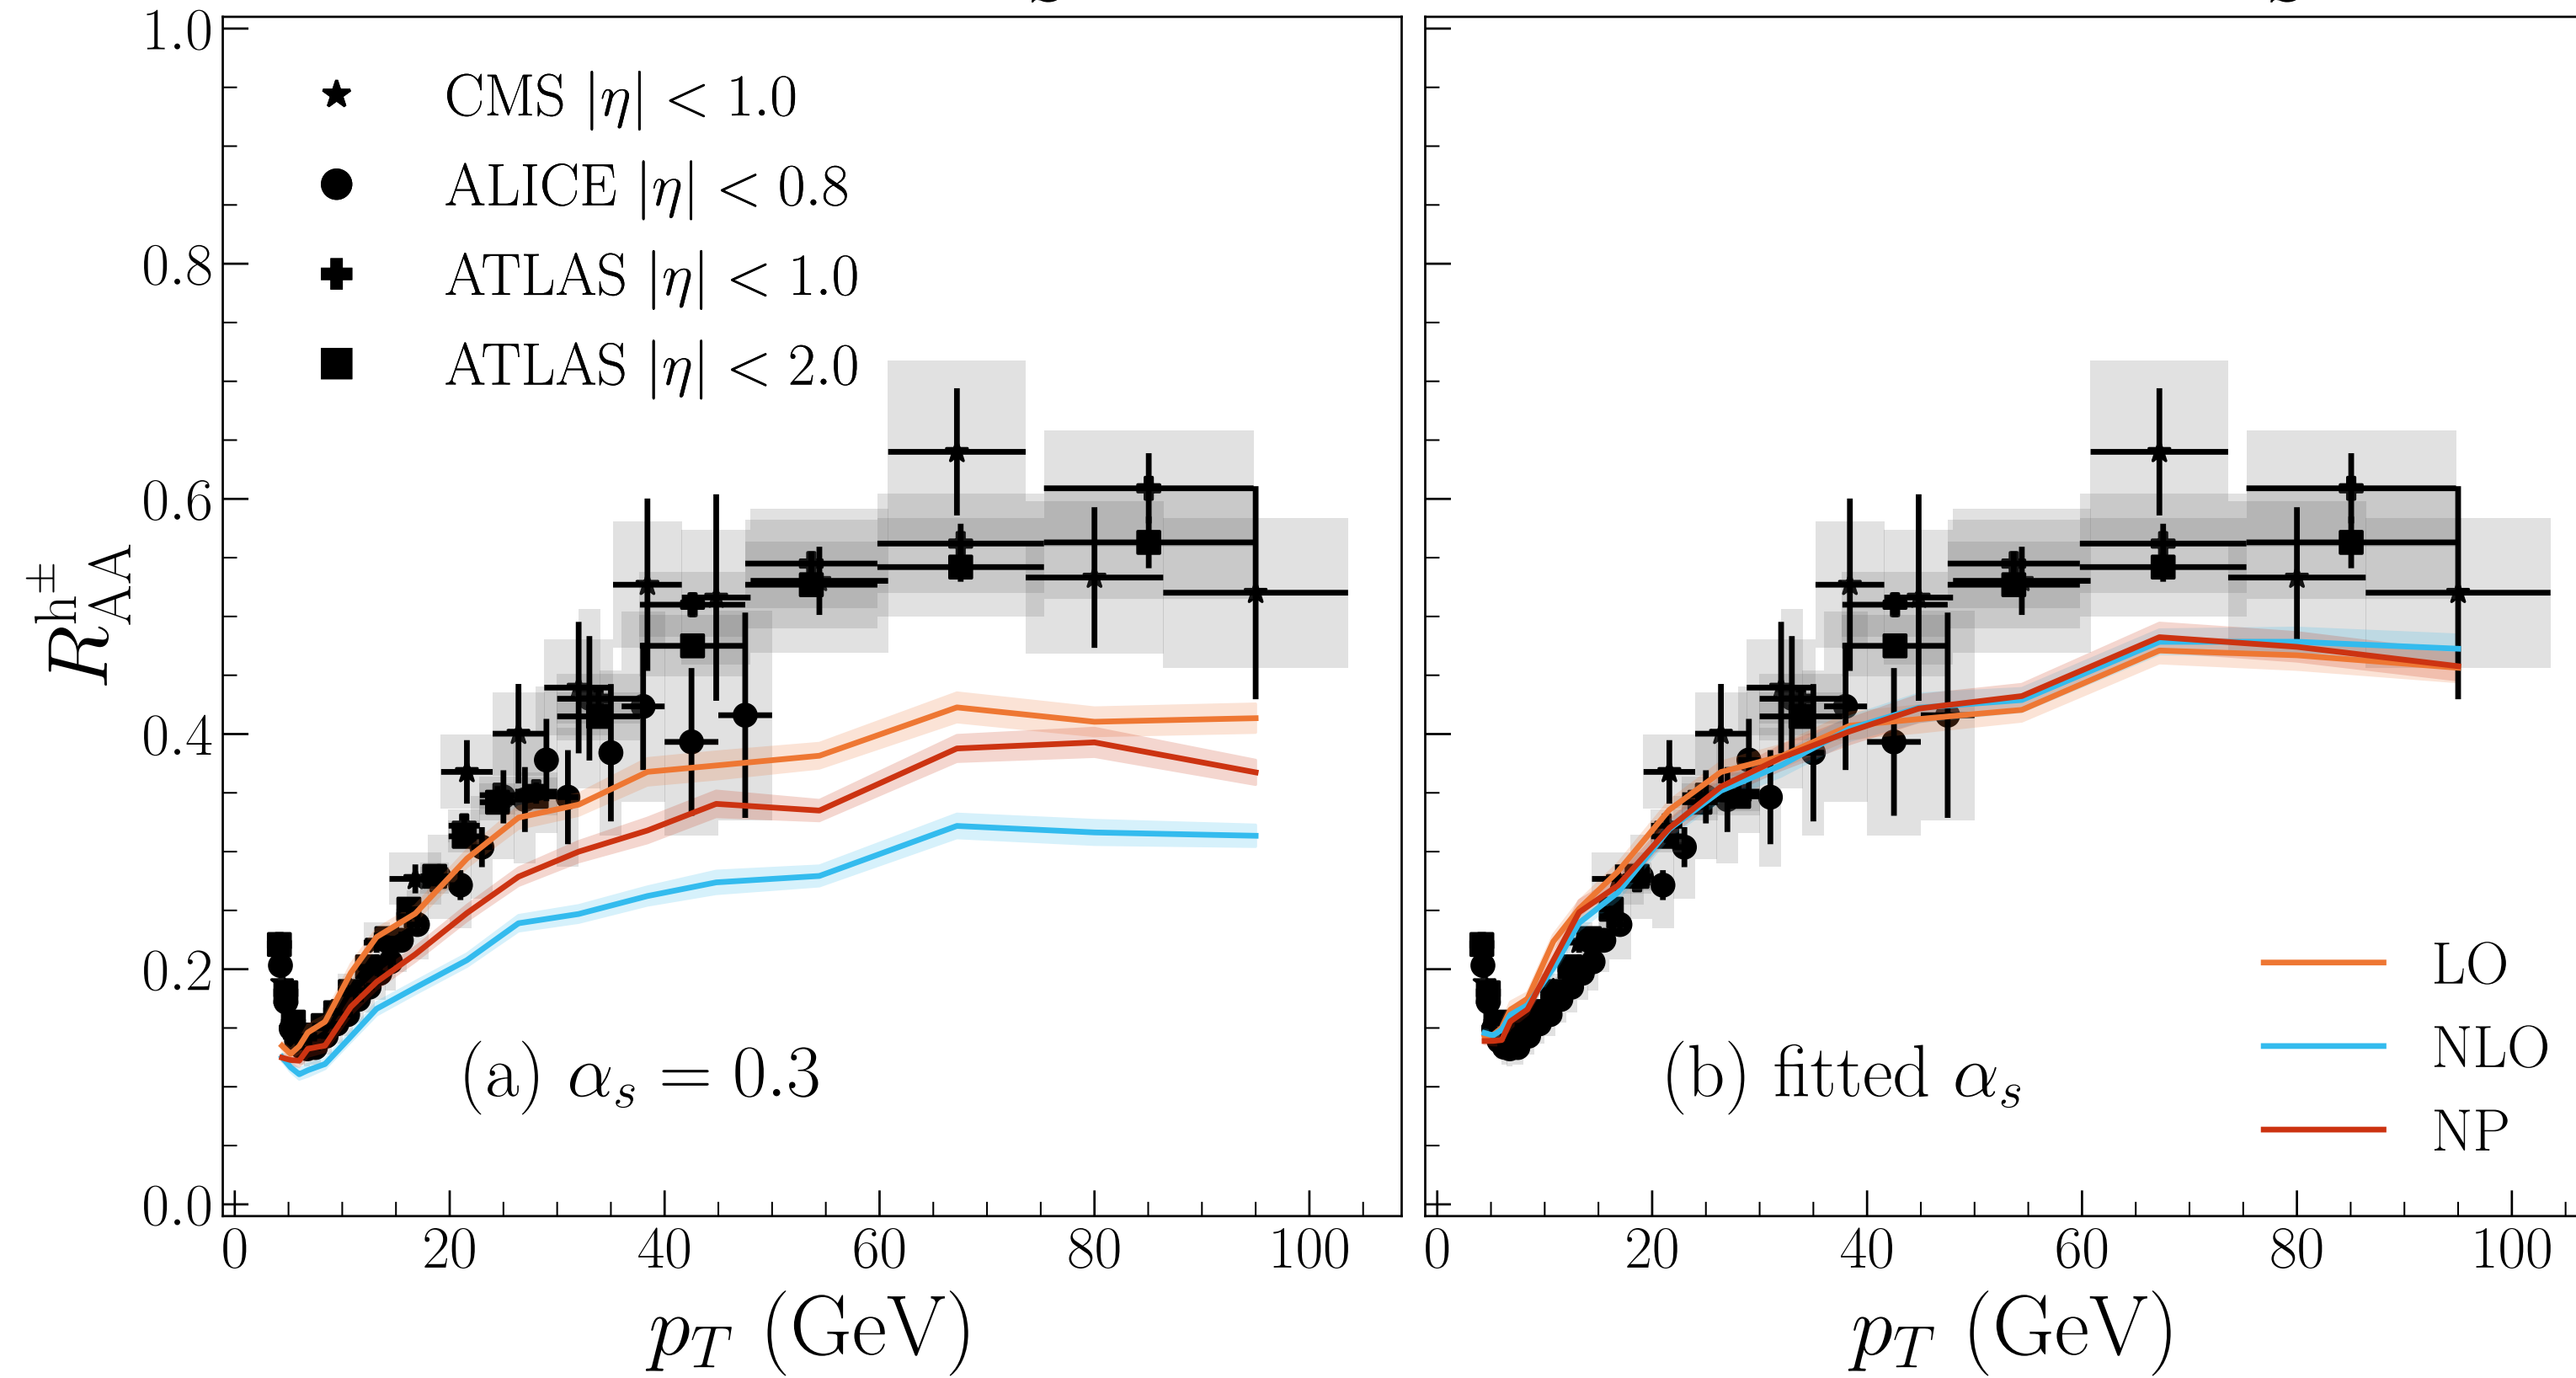 1.0
0.8
0.6
0.4
0.2
0.0
R_{AA}^{h^±}
CMS |η| < 1.0
ALICE |η| < 0.8
ATLAS |η| < 1.0
ATLAS |η| < 2.0
(a) α_s = 0.3
(b) fitted α_s
LO
NLO
NP
0 20 40 60 80 100
0 20 40 60 80 100
p_T (GeV)
p_T (GeV)